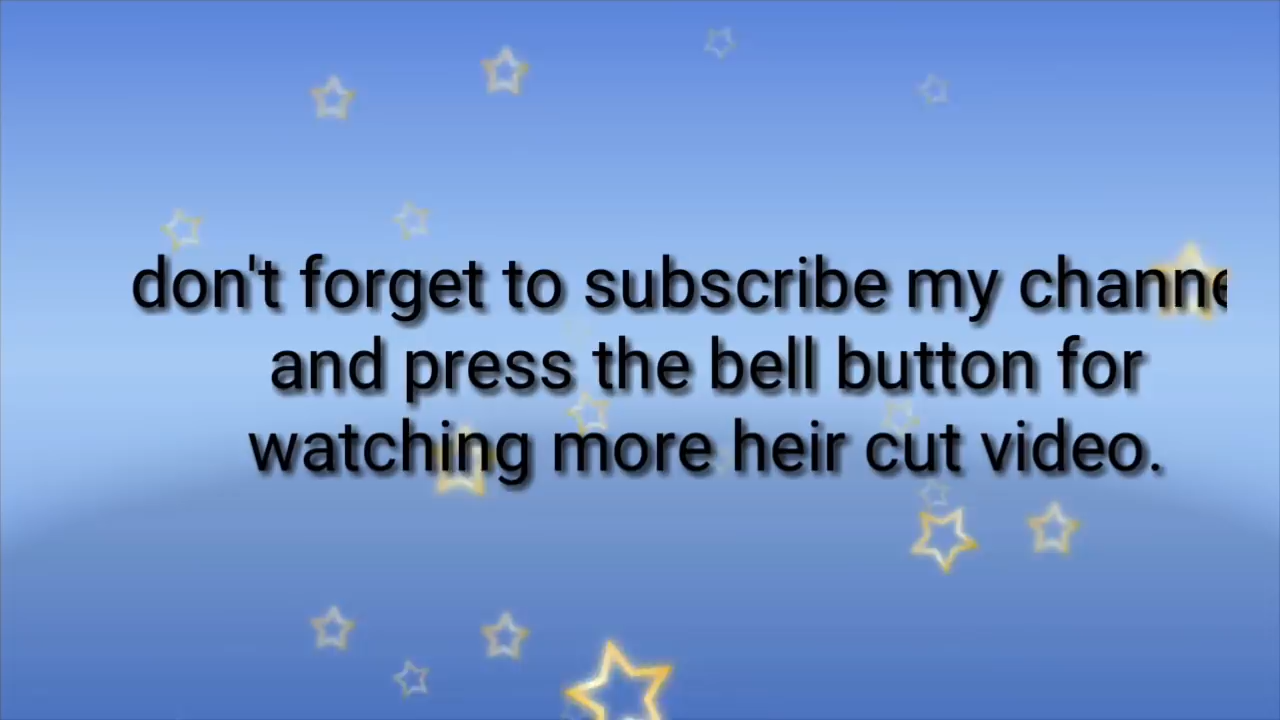 don't forget to subscribe my channe
and press the bell button for
watching more heir cut video.